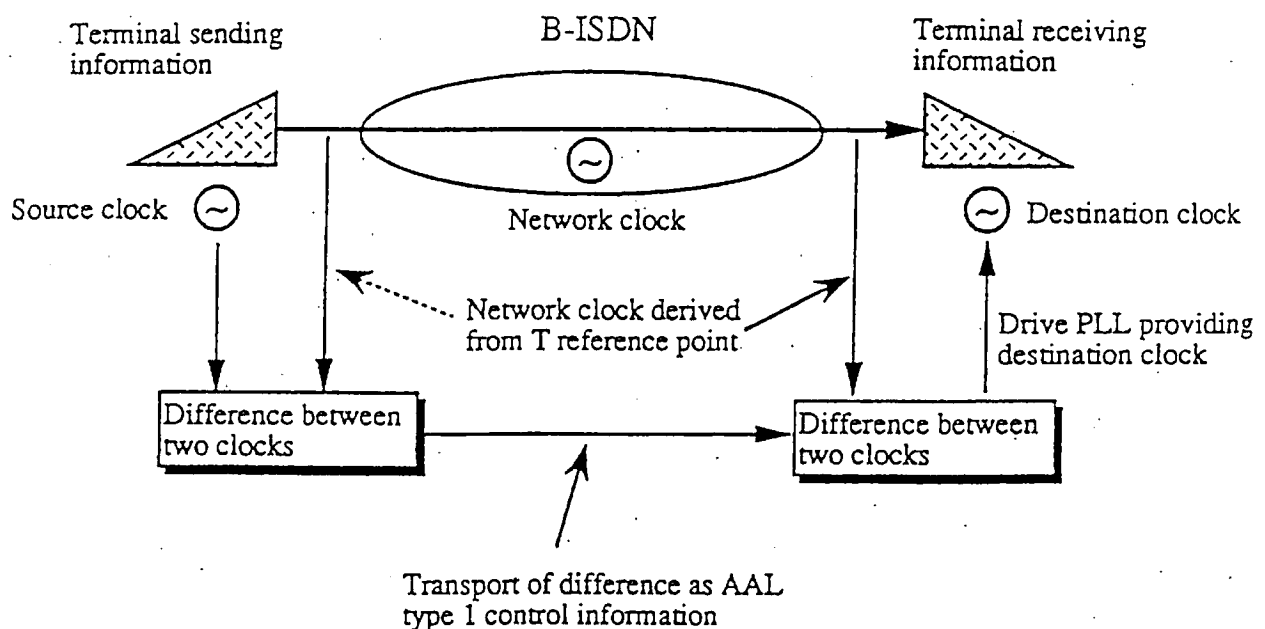 Terminal sending
information
B-ISDN
Terminal receiving
information
Source clock
Network clock
Destination clock
Network clock derived
from T reference point
Drive PLL providing
destination clock
Difference between
two clocks
Difference between
two clocks
Transport of difference as AAL
type 1 control information